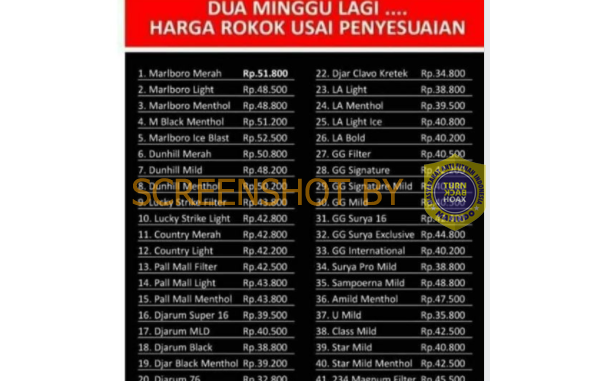 DUA MINGGU LAGI ....
HARGA ROKOK USAI PENYESUAIAN
1. Marlboro Merah Rp.51.800
2. Marlboro Light Rp.48.500
3. Marlboro Menthol Rp.48.800
4. M Black Menthol Rp.51.200
5. Marlboro Ice Blast Rp.52.500
6. Dunhill Merah Rp.50.800
7. Dunhill Mild Rp.48.200
8. Dunhill Menthol Rp.50.200
9. Lucky Strike Filter Rp.43.800
10. Lucky Strike Light Rp.42.800
11. Country Merah Rp.42.800
12. Country Light Rp.42.200
13. Pall Mall Filter Rp.42.500
14. Pall Mall Light Rp.43.800
15. Pall Mall Menthol Rp.43.800
16. Djarum Super 16 Rp.39.500
17. Djarum MLD Rp.40.500
18. Djarum Black Rp.38.800
19. Djar Black Menthol Rp.39.200
20. Djarum 76 Rp.32.800
22. Djar Clavo Kretek Rp.34.800
23. LA Light Rp.38.800
24. LA Menthol Rp.39.500
25. LA Light Ice Rp.40.800
26. LA Bold Rp.40.200
27. GG Filter Rp.40.500
28. GG Signature
29. GG Signature Mild
30. GG Mild
31. GG Surya 16
32. GG Surya Exclusive Rp.44.800
33. GG International Rp.40.200
34. Surya Pro Mild Rp.38.800
35. Sampoerna Mild Rp.48.800
36. Amild Menthol Rp.47.500
37. U Mild Rp.35.800
38. Class Mild Rp.42.500
39. Star Mild Rp.40.800
40. Star Mild Menthol Rp.42.500
41. 234 Magnum Filter Rp.45.500
SCREENSHOT BY
TURN
BACK
HOAX